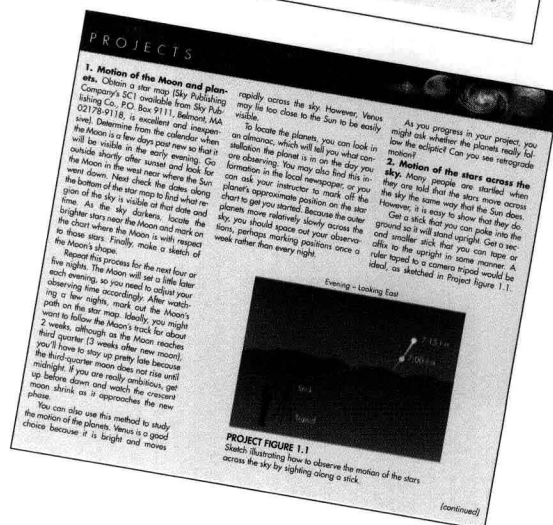 PROJECTS
1. Motion of the Moon and plan-
ets. Obtain a star map (Sky Publishing
Company's SC1 available from Sky Pub-
lishing Co., P.O. Box 9111, Belmont, MA
02178-9118, is excellent and inexpen-
sive). Determine from the calendar when
the Moon is a few days past new so that it
will be visible in the early evening. Go
outside shortly after sunset and look for
the Moon in the west near where the Sun
went down. Next check the dates along
the bottom of the star map to find what re-
gion of the sky is visible at that date and
time. As the sky darkens, locate the
brighter stars near the Moon and mark on
the chart where the Moon is with respect
to those stars. Finally, make a sketch of
the Moon's shape.
Repeat this process for the next four or
five nights. The Moon will set a little later
each evening, so you need to adjust your
observing time accordingly. After watch-
ing a few nights, mark out the Moon's
path on the star map. Ideally, you might
want to follow the Moon's track for about
2 weeks, although as the Moon reaches
third quarter (3 weeks after new moon),
you'll have to stay up pretty late because
the third-quarter moon does not rise until
midnight. If you are really ambitious, get
up before dawn and watch the crescent
moon shrink as it approaches the new
phase.
You can also use this method to study
the motion of the planets. Venus is a good
choice because it is bright and moves
rapidly across the sky. However, Venus
may lie too close to the Sun to be easily
visible.
To locate the planets, you can look in
an almanac, which will tell you what con-
stellation the planet is in on the day you
are observing. You may also find this in-
formation in the local newspaper, or you
can ask your instructor to mark off the
planet's approximate position on the star
chart to get you started. Because the outer
planets move relatively slowly across the
sky, you should space out your observa-
tions, perhaps marking positions once a
week rather than every night.
As you progress in your project, you
might ask whether the planets really fol-
low the ecliptic? Can you see retrograde
motion?
2. Motion of the stars across the
sky. Many people are startled when
they are told that the stars move across
the sky the same way that the Sun does.
However, it is easy to show that they do.
Get a stick that you can poke into the
ground so it will stand upright. Get a sec-
ond smaller stick that you can tape or
affix to the upright in some manner. A
ruler taped to a camera tripod would be
ideal, as sketched in Project figure 1.1.
Evening – Looking East
7:15 P.M.
7:00 P.M.
Stick
Tripod
PROJECT FIGURE 1.1
Sketch illustrating how to observe the motion of the stars
across the sky by sighting along a stick.
(continued)